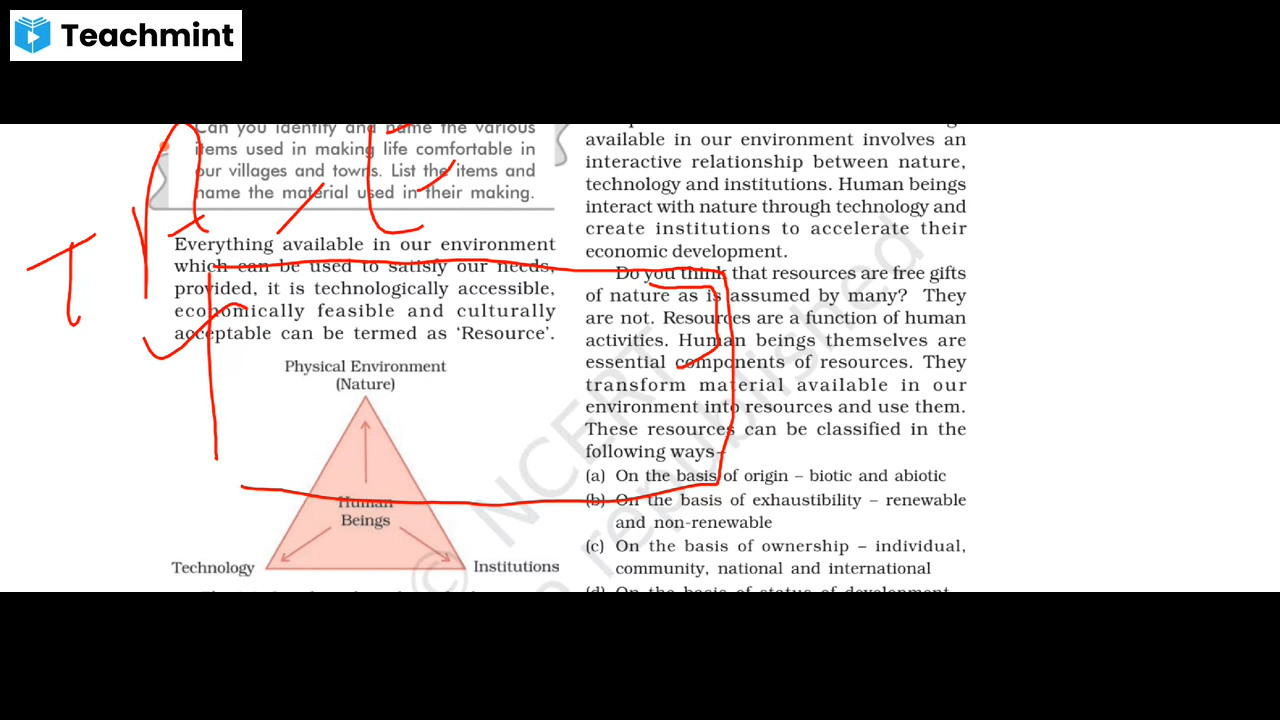 Teachmint
Can you identify and name the various
items used in making life comfortable in
our villages and towns. List the items and
name the material used in their making.
Everything available in our environment
which can be used to satisfy our needs,
provided, it is technologically accessible,
economically feasible and culturally
acceptable can be termed as ‘Resource’.
Physical Environment
(Nature)
Human
Beings
Technology
Institutions
available in our environment involves an
interactive relationship between nature,
technology and institutions. Human beings
interact with nature through technology and
create institutions to accelerate their
economic development.
Do you think that resources are free gifts
of nature as is assumed by many? They
are not. Resources are a function of human
activities. Human beings themselves are
essential components of resources. They
transform material available in our
environment into resources and use them.
These resources can be classified in the
following ways–
(a) On the basis of origin – biotic and abiotic
(b) On the basis of exhaustibility – renewable
and non-renewable
(c) On the basis of ownership – individual,
community, national and international
(d) On the basis of status of development –
© NCERT
republished